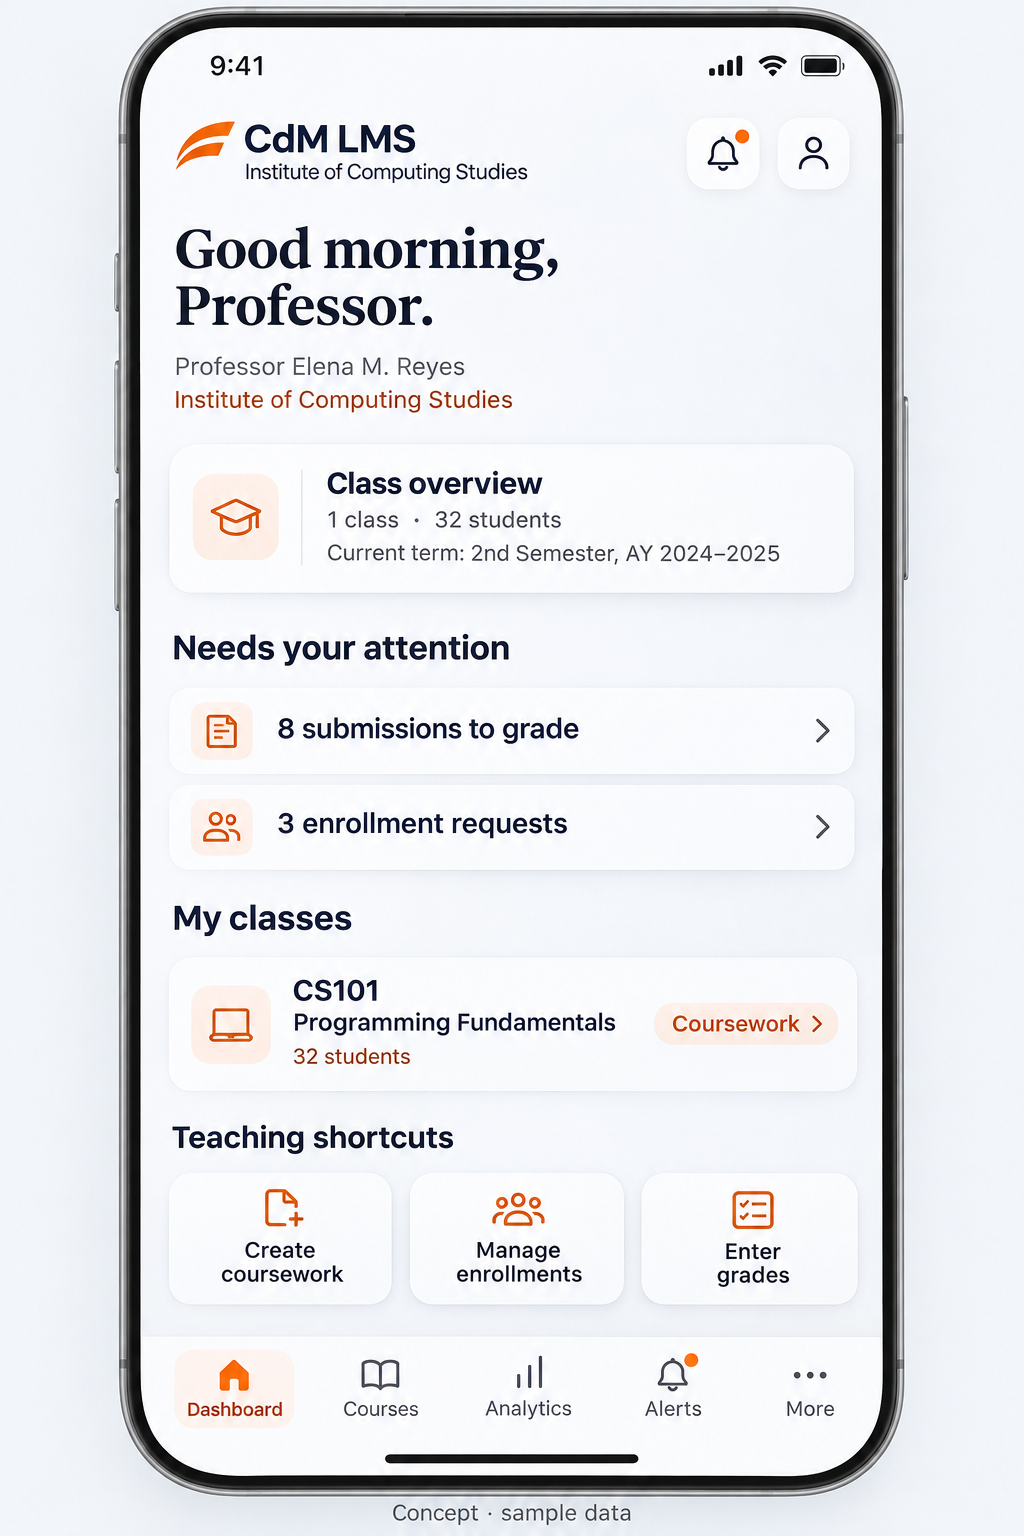 9:41
CdM LMS
Institute of Computing Studies
Good morning,
Professor.
Professor Elena M. Reyes
Institute of Computing Studies
Class overview
1 class · 32 students
Current term: 2nd Semester, AY 2024–2025
Needs your attention
8 submissions to grade
3 enrollment requests
My classes
CS101
Programming Fundamentals
32 students
Coursework
Teaching shortcuts
Create
coursework
Manage
enrollments
Enter
grades
Dashboard
Courses
Analytics
Alerts
More
Concept · sample data